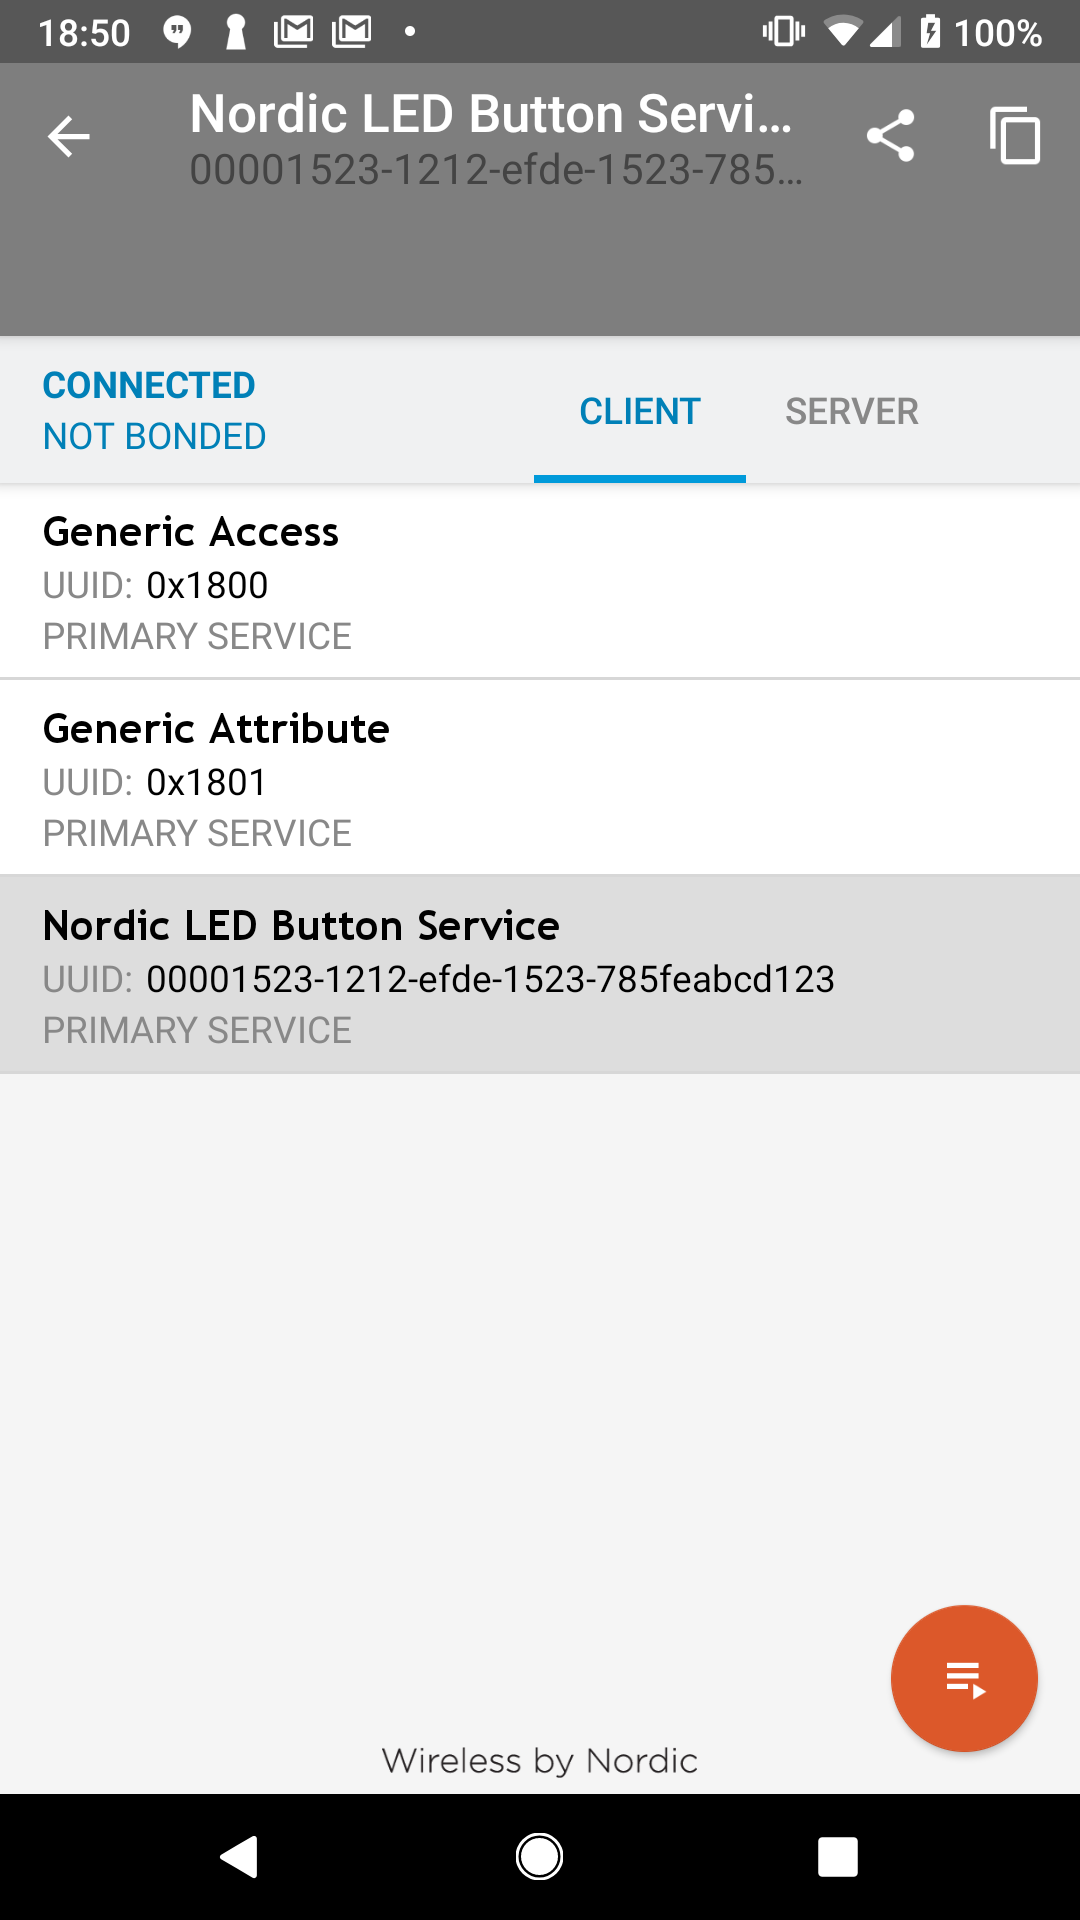 18:50
100%
Nordic LED Button Servi...
00001523-1212-efde-1523-785...
CONNECTED
NOT BONDED
CLIENT
SERVER
Generic Access
UUID: 0x1800
PRIMARY SERVICE
Generic Attribute
UUID: 0x1801
PRIMARY SERVICE
Nordic LED Button Service
UUID: 00001523-1212-efde-1523-785feabcd123
PRIMARY SERVICE
Wireless by Nordic